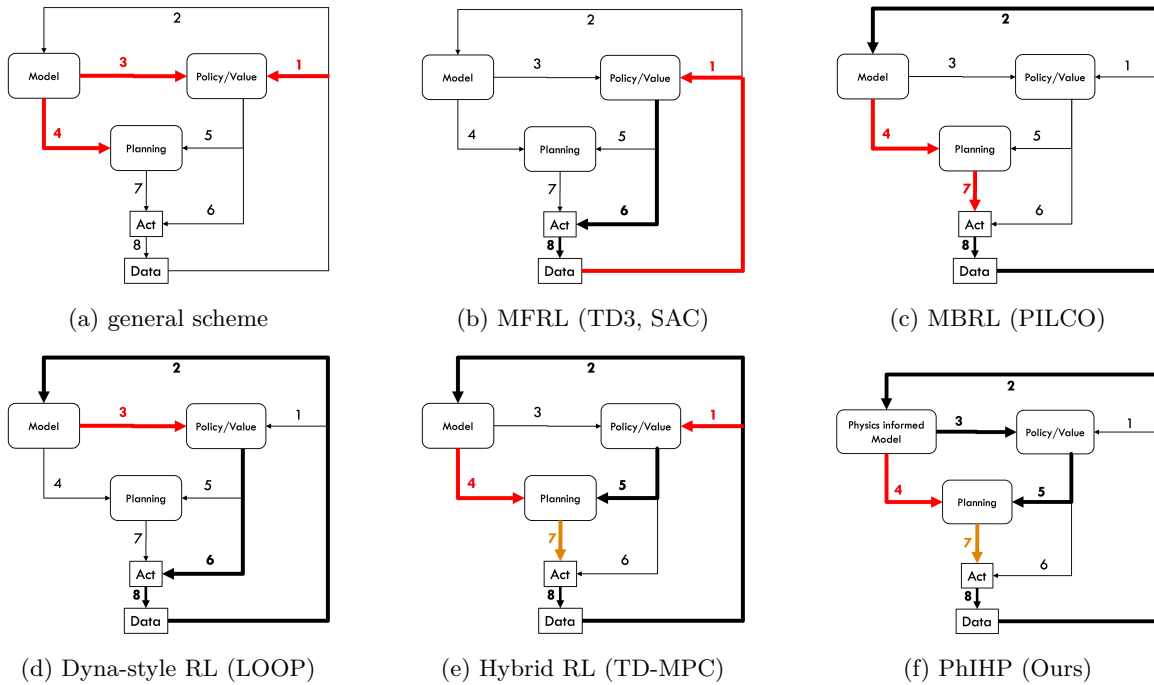 2
Model
3
Policy/Value
1
4
Planning
5
7
6
Act
8
Data
(a) general scheme
2
Model
3
Policy/Value
1
4
Planning
5
7
6
Act
8
Data
(b) MFRL (TD3, SAC)
2
Model
3
Policy/Value
1
4
Planning
5
7
6
Act
8
Data
(c) MBRL (PILCO)
2
Model
3
Policy/Value
1
4
Planning
5
7
6
Act
8
Data
(d) Dyna-style RL (LOOP)
2
Model
3
Policy/Value
1
4
Planning
5
7
6
Act
8
Data
(e) Hybrid RL (TD-MPC)
2
Physics informed
Model
3
Policy/Value
1
4
Planning
5
7
6
Act
8
Data
(f) PhIHP (Ours)